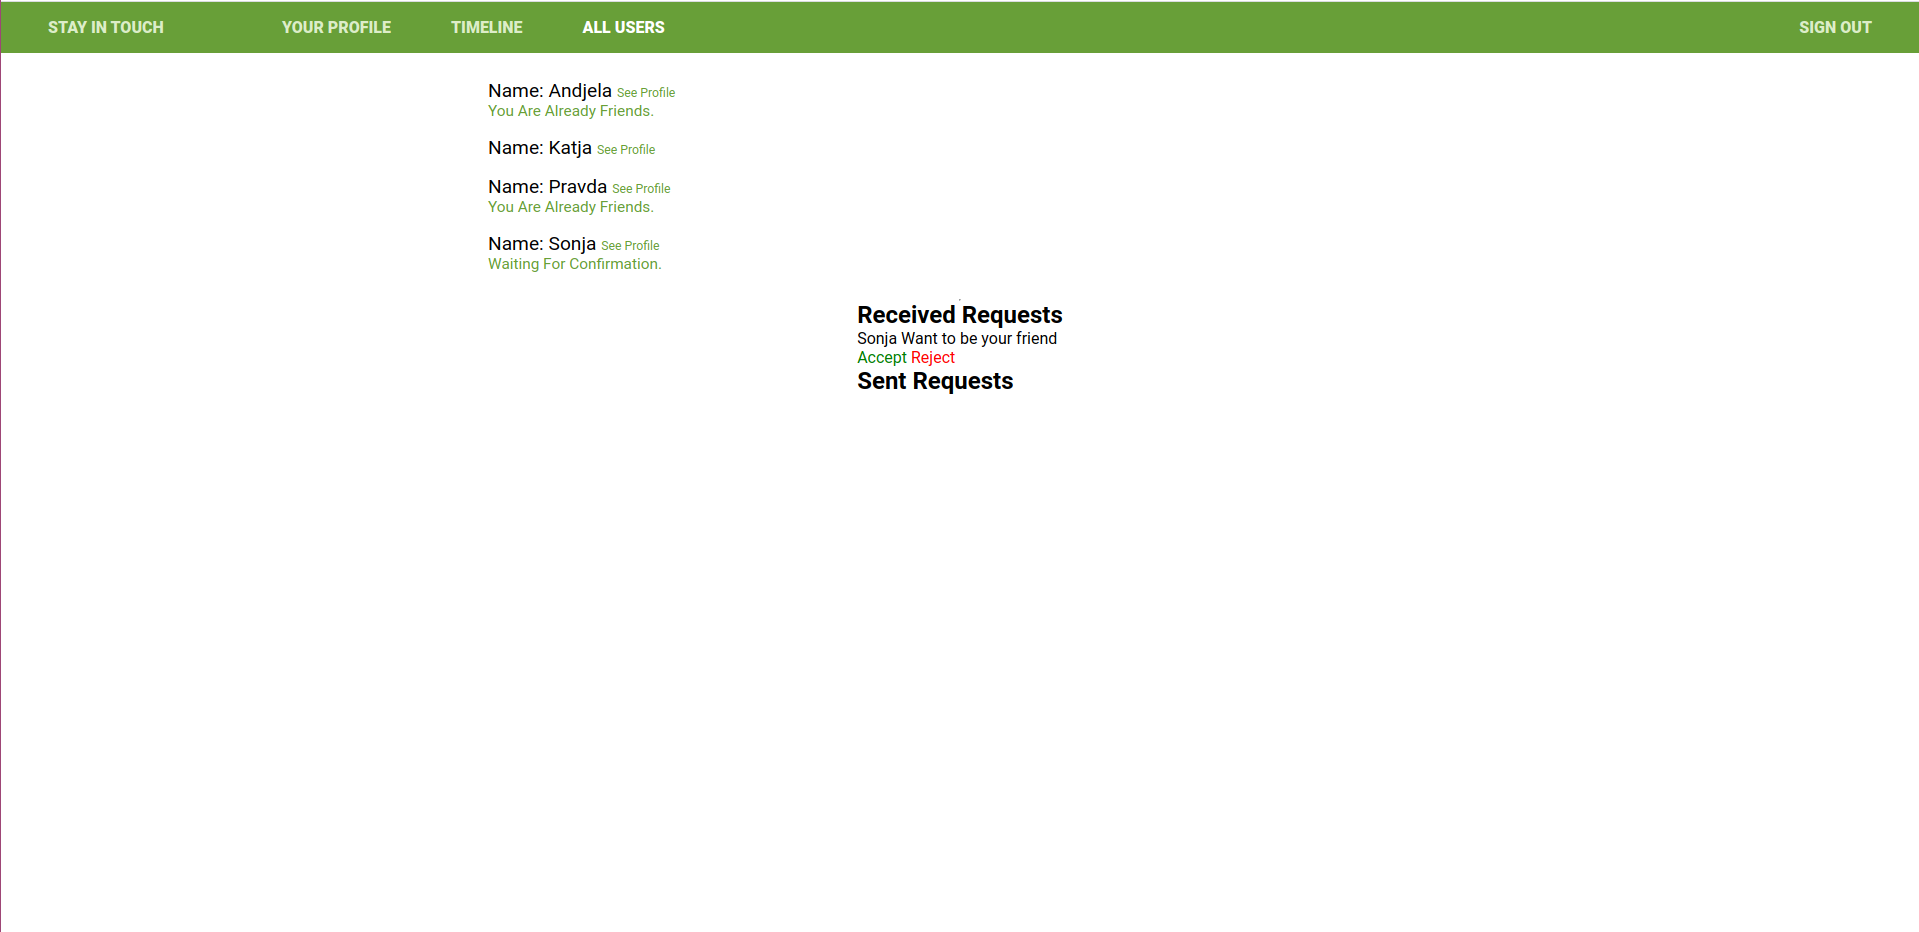 STAY IN TOUCH YOUR PROFILE TIMELINE ALL USERS SIGN OUT
Name: Andjela See Profile
You Are Already Friends.
Name: Katja See Profile
Name: Pravda See Profile
You Are Already Friends.
Name: Sonja See Profile
Waiting For Confirmation.
Received Requests
Sonja Want to be your friend
Accept Reject
Sent Requests